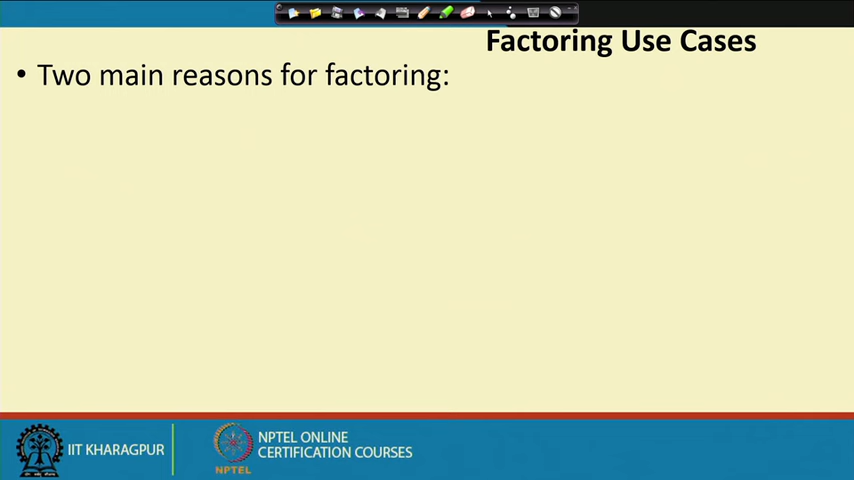 Factoring Use Cases
• Two main reasons for factoring:
IIT KHARAGPUR
NPTEL
NPTEL ONLINE
CERTIFICATION COURSES